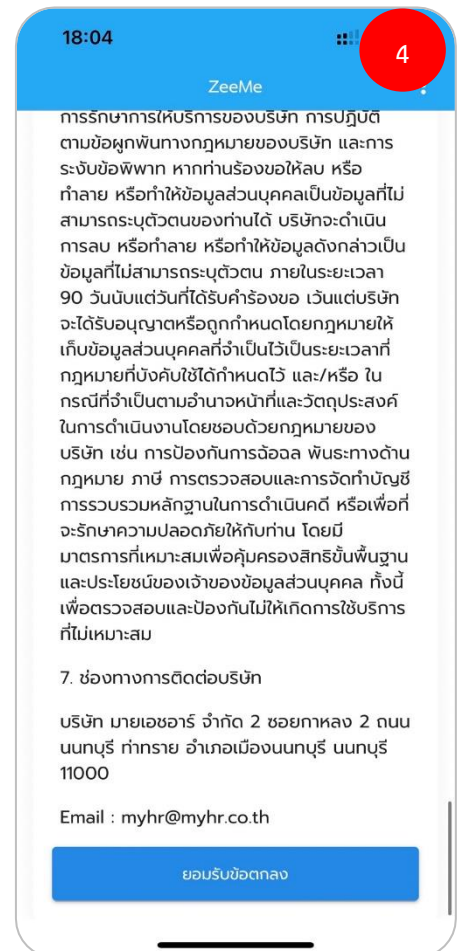 18:04
4
ZeeMe
การรักษาการให้บริการของบริษัท การปฏิบัติ
ตามข้อผูกพันทางกฎหมายของบริษัท และการ
ระงับข้อพิพาท หากท่านร้องขอให้ลบ หรือ
ทำลาย หรือทำให้ข้อมูลส่วนบุคคลเป็นข้อมูลที่ไม่
สามารถระบุตัวตนของท่านได้ บริษัทจะดำเนิน
การลบ หรือทำลาย หรือทำให้ข้อมูลดังกล่าวเป็น
ข้อมูลที่ไม่สามารถระบุตัวตน ภายในระยะเวลา
90 วันนับแต่วันที่ได้รับคำร้องขอ เว้นแต่บริษัท
จะได้รับอนุญาตหรือถูกกำหนดโดยกฎหมายให้
เก็บข้อมูลส่วนบุคคลที่จำเป็นไว้เป็นระยะเวลาที่
กฎหมายที่บังคับใช้ได้กำหนดไว้ และ/หรือ ใน
กรณีที่จำเป็นตามอำนาจหน้าที่และวัตถุประสงค์
ในการดำเนินงานโดยชอบด้วยกฎหมายของ
บริษัท เช่น การป้องกันการฉ้อฉล พันธะทางด้าน
กฎหมาย ภาษี การตรวจสอบและการจัดทำบัญชี
การรวบรวมหลักฐานในการดำเนินคดี หรือเพื่อที่
จะรักษาความปลอดภัยให้กับท่าน โดยมี
มาตรการที่เหมาะสมเพื่อคุ้มครองสิทธิขั้นพื้นฐาน
และประโยชน์ของเจ้าของข้อมูลส่วนบุคคล ทั้งนี้
เพื่อตรวจสอบและป้องกันไม่ให้เกิดการใช้บริการ
ที่ไม่เหมาะสม
7. ช่องทางการติดต่อบริษัท
บริษัท มายเอชอาร์ จำกัด 2 ซอยกาหลง 2 ถนน
นนทบุรี ท่าทราย อำเภอเมืองนนทบุรี นนทบุรี
11000
Email : myhr@myhr.co.th
ยอมรับข้อตกลง